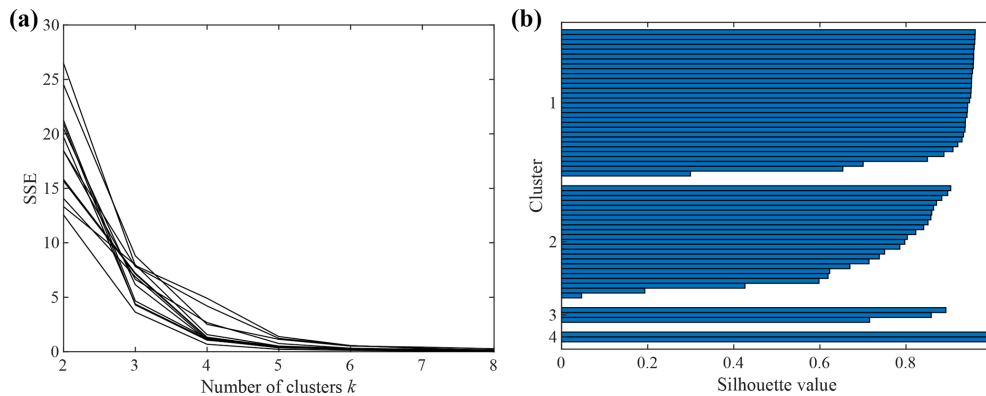 (a)
30
25
20
15
10
5
0
SSE
2 3 4 5 6 7 8
Number of clusters k
(b)
1
2
3
4
Cluster
0 0.2 0.4 0.6 0.8
Silhouette value